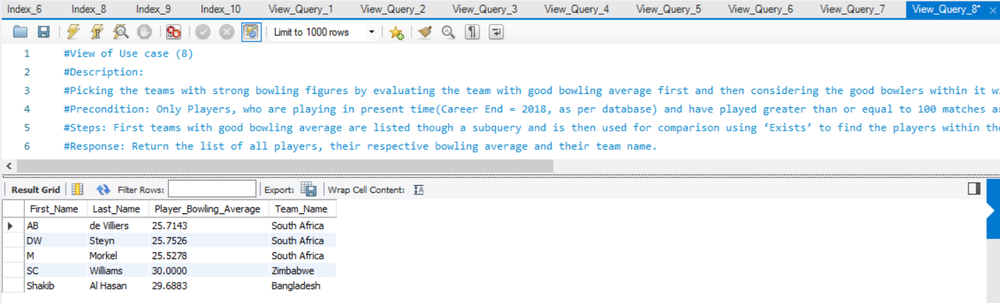 Index_6 Index_8 Index_9 Index_10 View_Query_1 View_Query_2 View_Query_3 View_Query_4 View_Query_5 View_Query_6 View_Query_7 View_Query_8*
Limit to 1000 rows
1 #View of Use case (8)
2 #Description:
3 #Picking the teams with strong bowling figures by evaluating the team with good bowling average first and then considering the good bowlers within it
4 #Precondition: Only Players, who are playing in present time(Career End = 2018, as per database) and have played greater than or equal to 100 matches
5 #Steps: First teams with good bowling average are listed though a subquery and is then used for comparison using ‘Exists’ to find the players within
6 #Response: Return the list of all players, their respective bowling average and their team name.
Result Grid Filter Rows: Export: Wrap Cell Content:
First_Name Last_Name Player_Bowling_Average Team_Name
AB de Villiers 25.7143 South Africa
DW Steyn 25.7526 South Africa
M Morkel 25.5278 South Africa
SC Williams 30.0000 Zimbabwe
Shakib Al Hasan 29.6883 Bangladesh